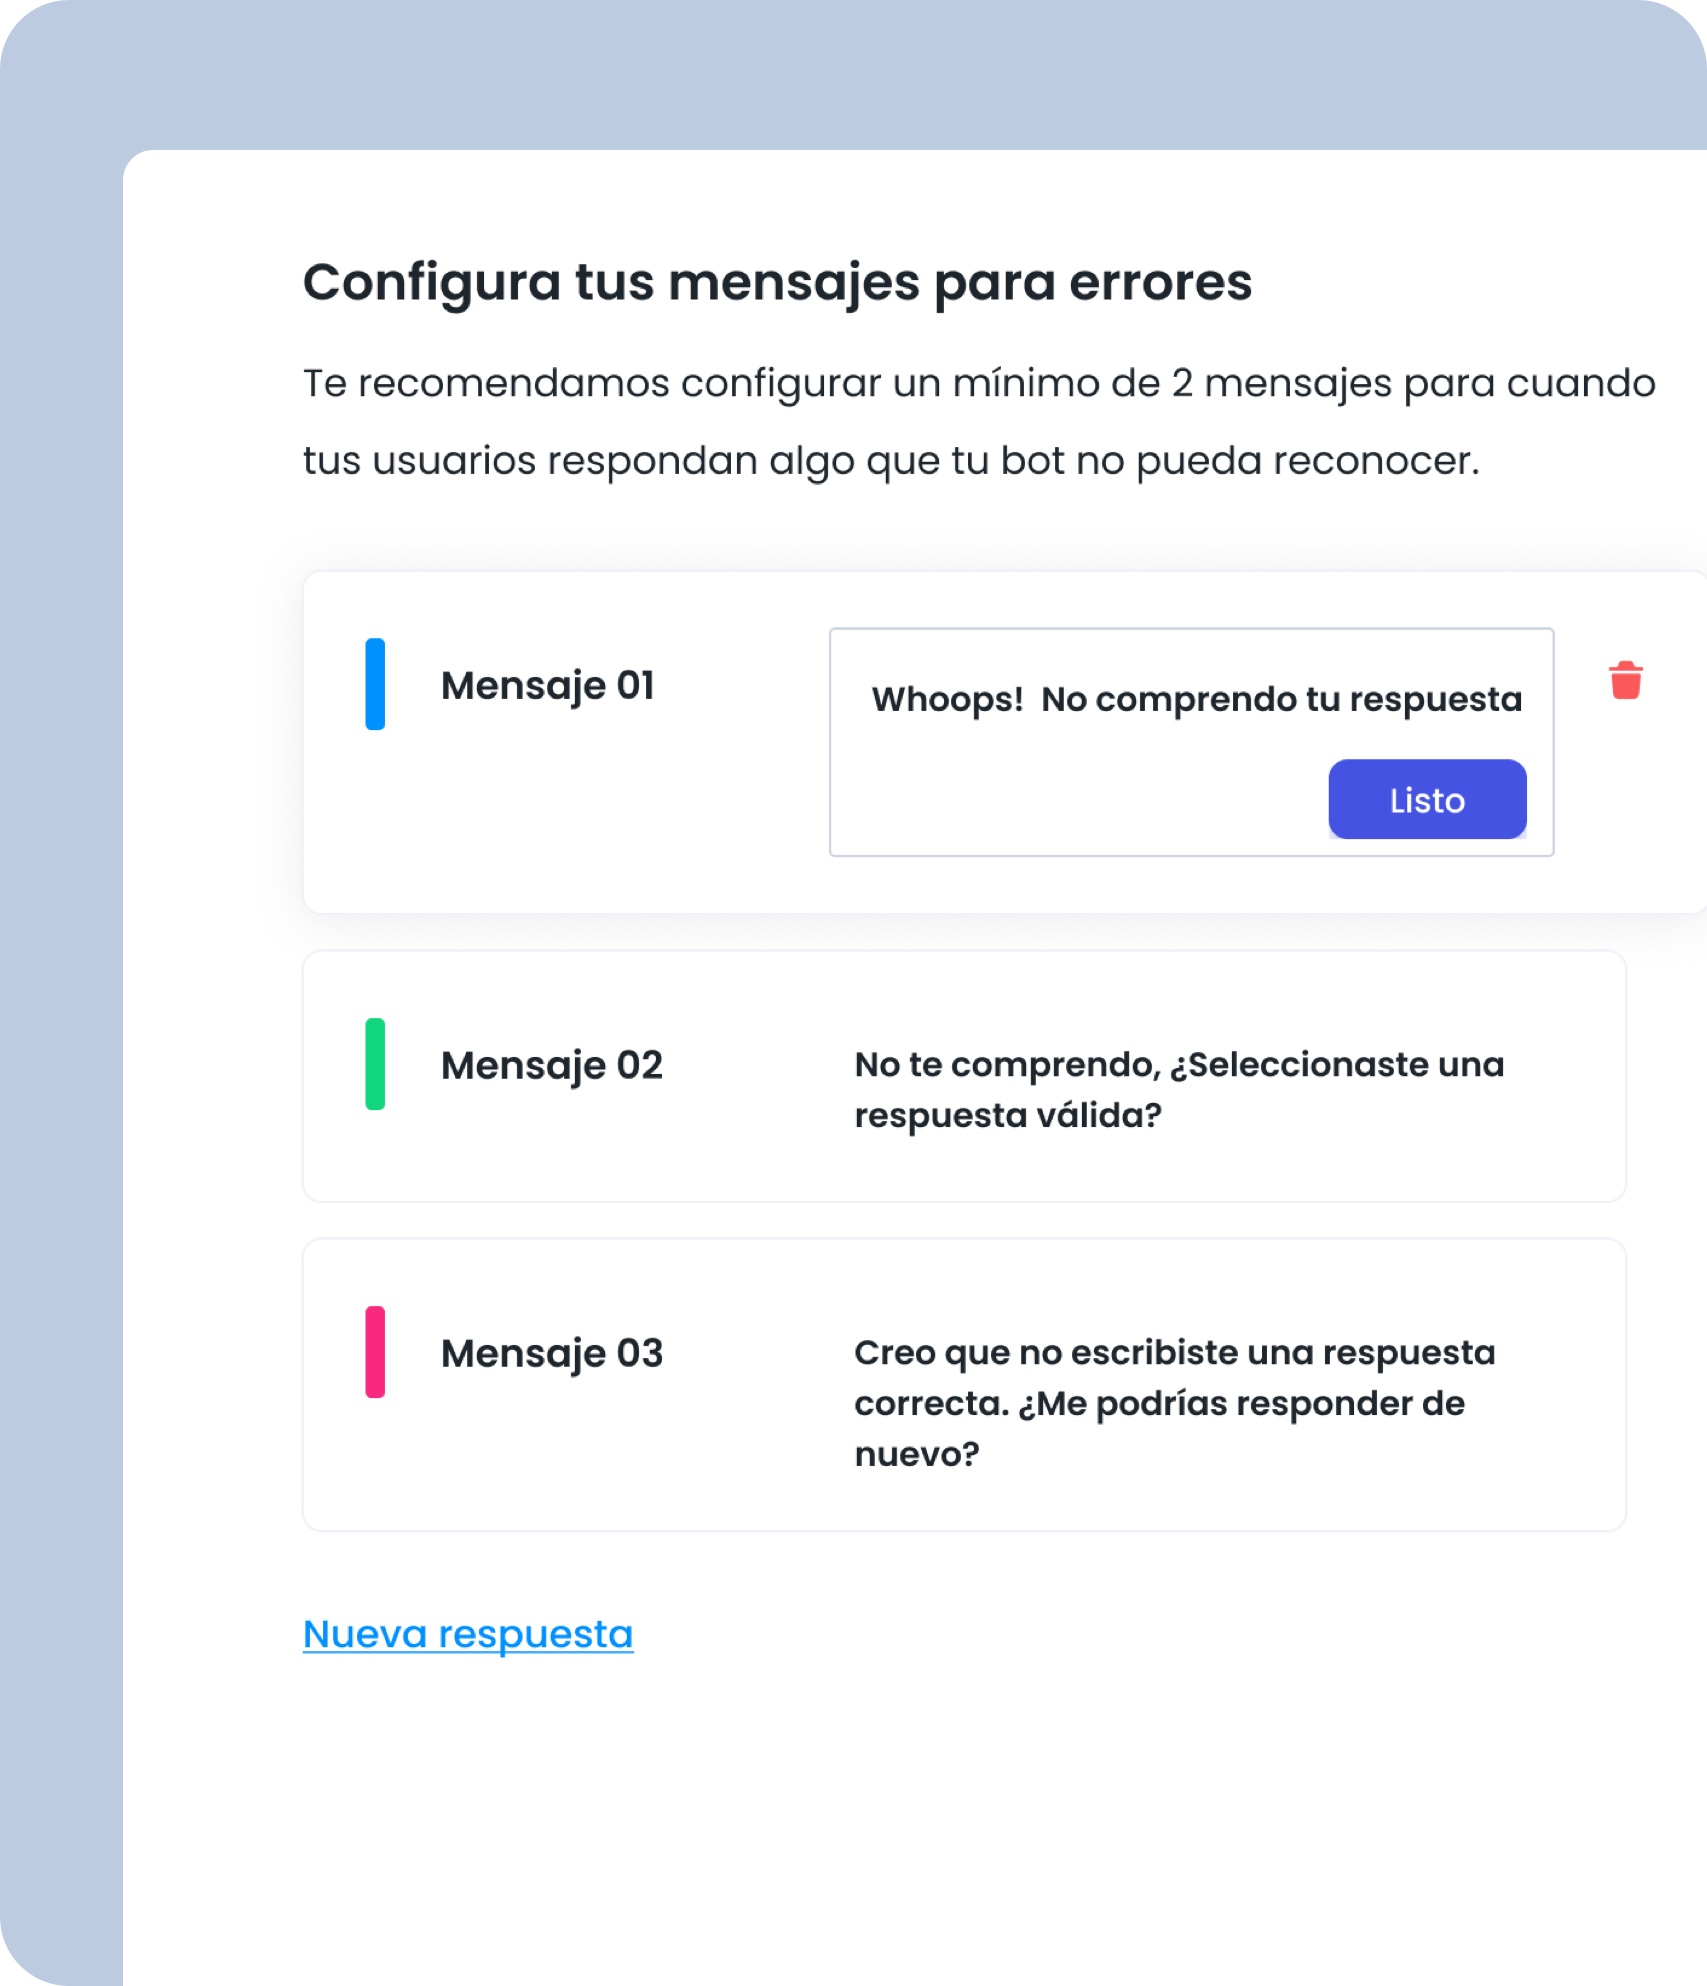 Configura tus mensajes para errores
Te recomendamos configurar un mínimo de 2 mensajes para cuando
tus usuarios respondan algo que tu bot no pueda reconocer.
Mensaje 01
Whoops!  No comprendo tu respuesta
Listo
Mensaje 02
No te comprendo, ¿Seleccionaste una
respuesta válida?
Mensaje 03
Creo que no escribiste una respuesta
correcta. ¿Me podrías responder de
nuevo?
Nueva respuesta